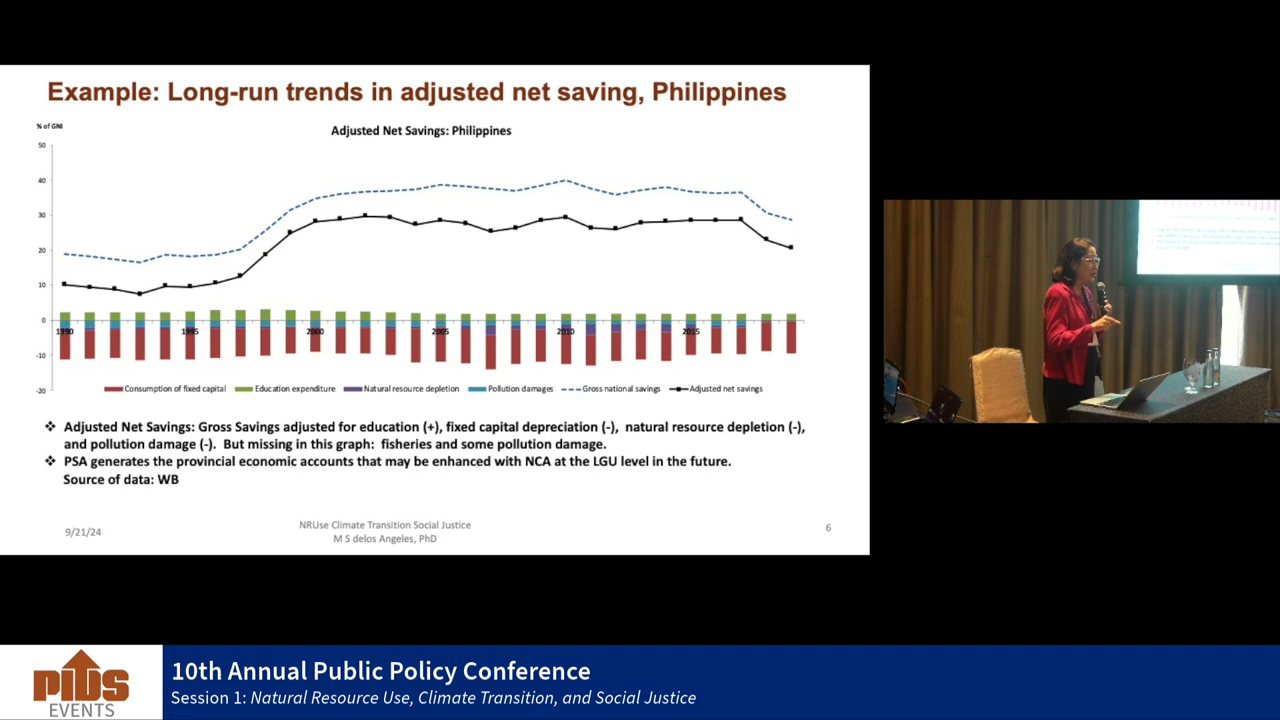 Example: Long-run trends in adjusted net saving, Philippines
% of GNI
Adjusted Net Savings: Philippines
50
40
30
20
10
0
-10
-20
1990 1995 2000 2005 2010 2015
Consumption of fixed capital Education expenditure Natural resource depletion Pollution damages Gross national savings Adjusted net savings
❖ Adjusted Net Savings: Gross Savings adjusted for education (+), fixed capital depreciation (-), natural resource depletion (-),
and pollution damage (-). But missing in this graph: fisheries and some pollution damage.
❖ PSA generates the provincial economic accounts that may be enhanced with NCA at the LGU level in the future.
Source of data: WB
9/21/24
NRUse Climate Transition Social Justice
M S delos Angeles, PhD
6
PIDS
EVENTS
10th Annual Public Policy Conference
Session 1: Natural Resource Use, Climate Transition, and Social Justice